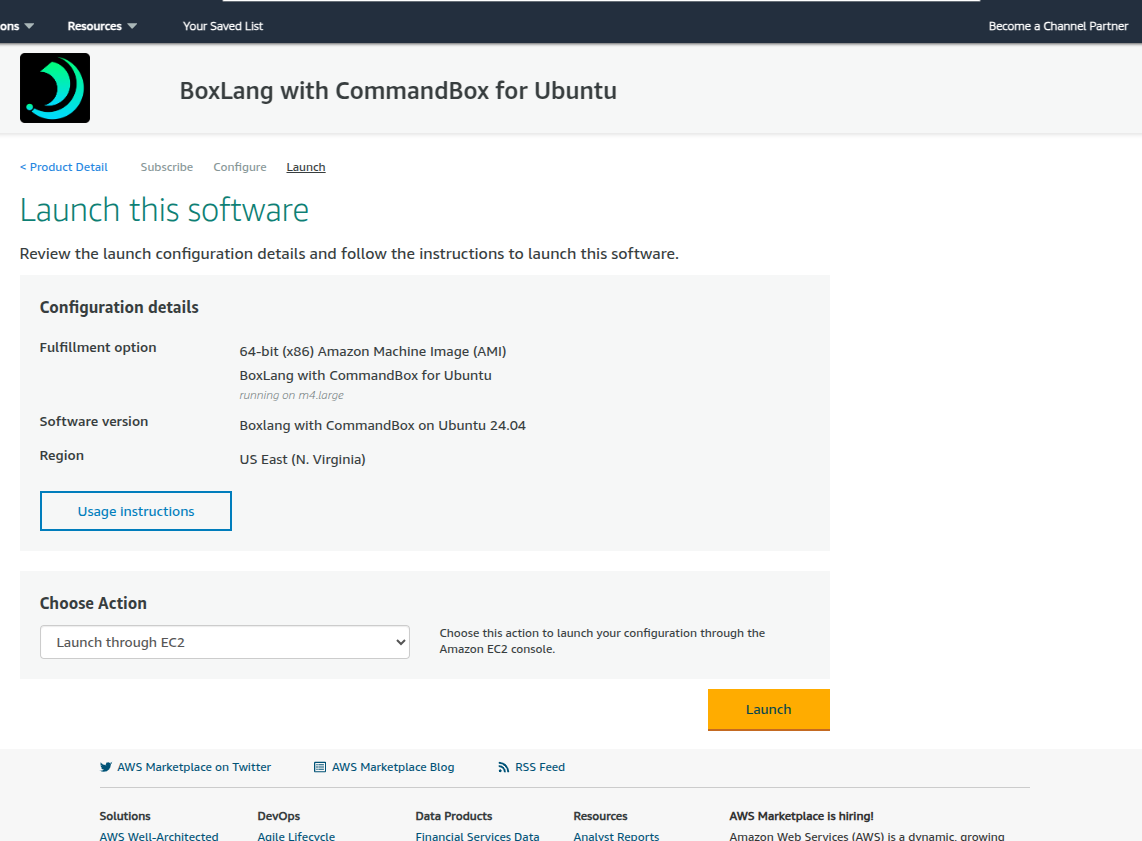 ons Resources Your Saved List Become a Channel Partner
BoxLang with CommandBox for Ubuntu
< Product Detail Subscribe Configure Launch
Launch this software
Review the launch configuration details and follow the instructions to launch this software.
Configuration details
Fulfillment option
64-bit (x86) Amazon Machine Image (AMI)
BoxLang with CommandBox for Ubuntu
running on m4.large
Software version Boxlang with CommandBox on Ubuntu 24.04
Region US East (N. Virginia)
Usage instructions
Choose Action
Launch through EC2
Choose this action to launch your configuration through the
Amazon EC2 console.
Launch
AWS Marketplace on Twitter AWS Marketplace Blog RSS Feed
Solutions DevOps Data Products Resources AWS Marketplace is hiring!
AWS Well-Architected Agile Lifecycle Financial Services Data Analyst Reports Amazon Web Services (AWS) is a dynamic, growing